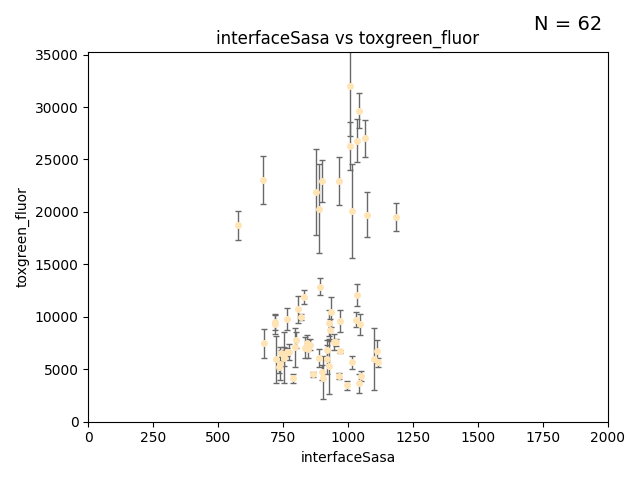 N = 62
interfaceSasa vs toxgreen_fluor
35000
30000
25000
20000
15000
10000
5000
0
toxgreen_fluor
0 250 500 750 1000 1250 1500 1750 2000
interfaceSasa